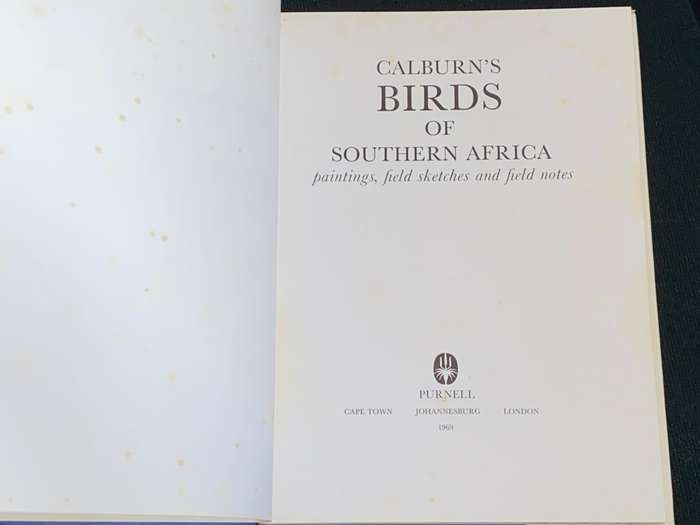 CALBURN'S
BIRDS
OF
SOUTHERN AFRICA
paintings, field sketches and field notes
PURNELL
CAPE TOWN JOHANNESBURG LONDON
1969